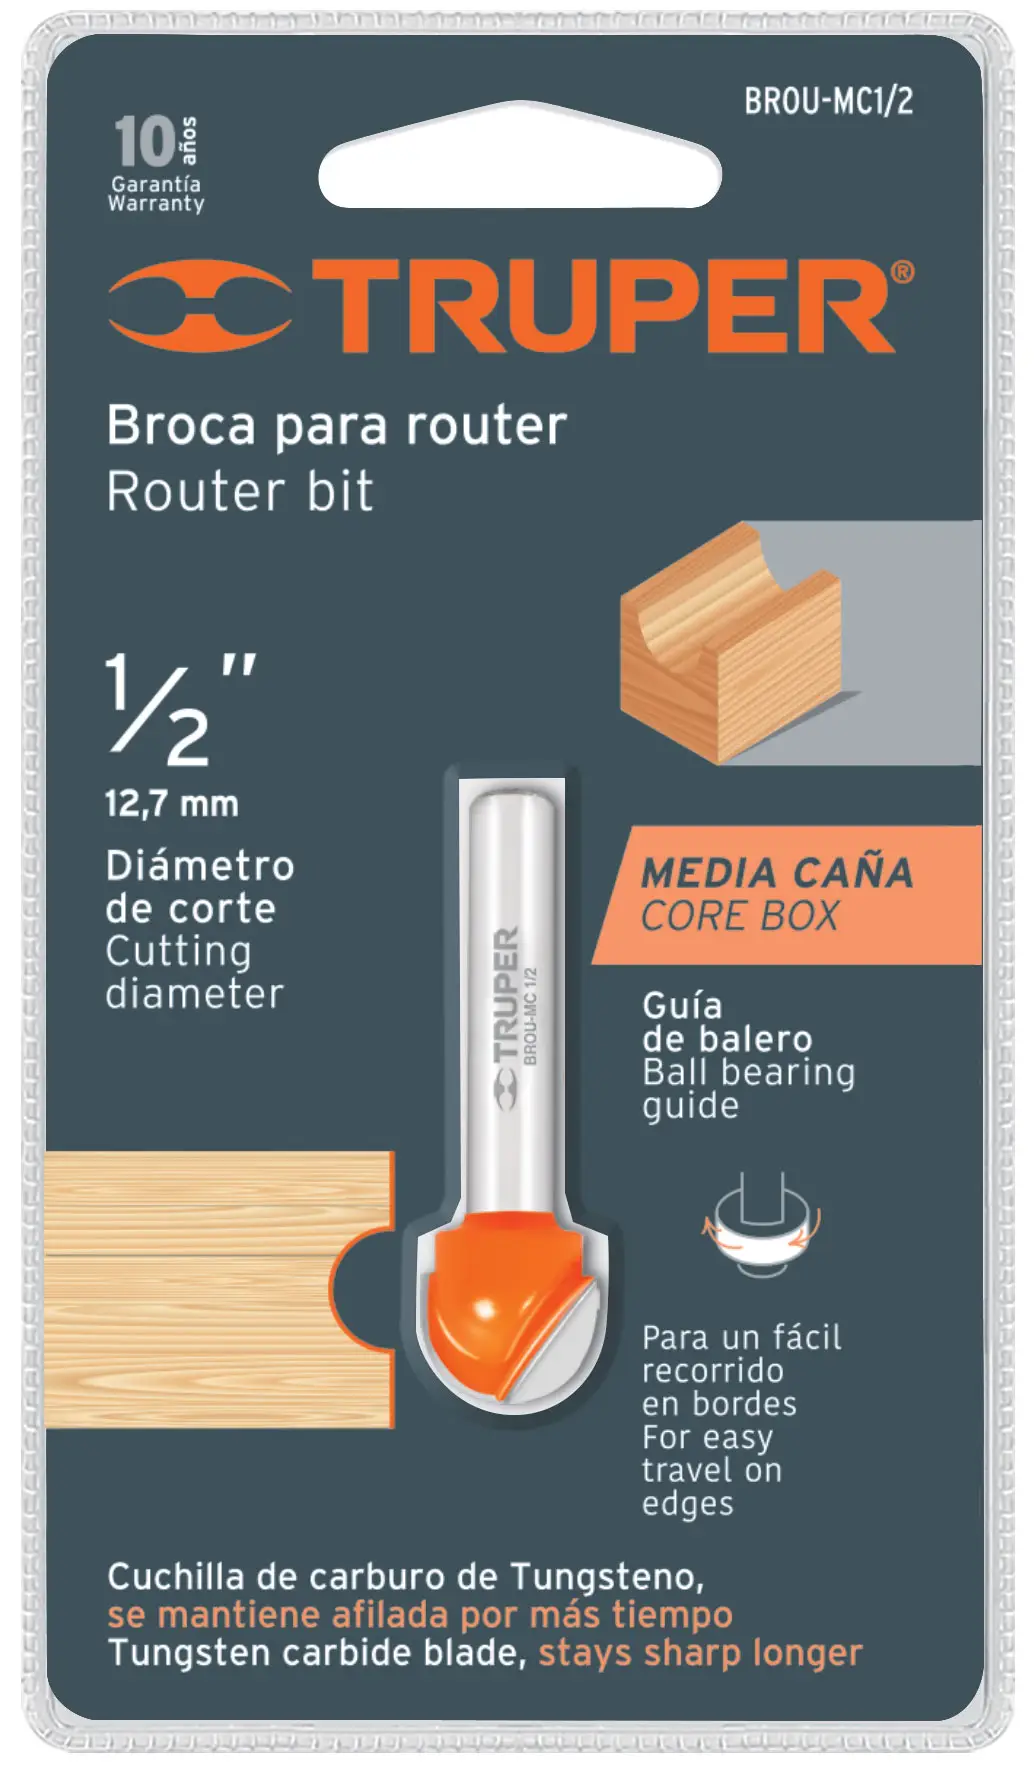 BROU-MC1/2
10 años
Garantía
Warranty
TRUPER®
Broca para router
Router bit
1/2"
12,7 mm
Diámetro
de corte
Cutting
diameter
MEDIA CAÑA
CORE BOX
TRUPER
BROU-MC 1/2
Guía
de balero
Ball bearing
guide
Para un fácil
recorrido
en bordes
For easy
travel on
edges
Cuchilla de carburo de Tungsteno,
se mantiene afilada por más tiempo
Tungsten carbide blade, stays sharp longer